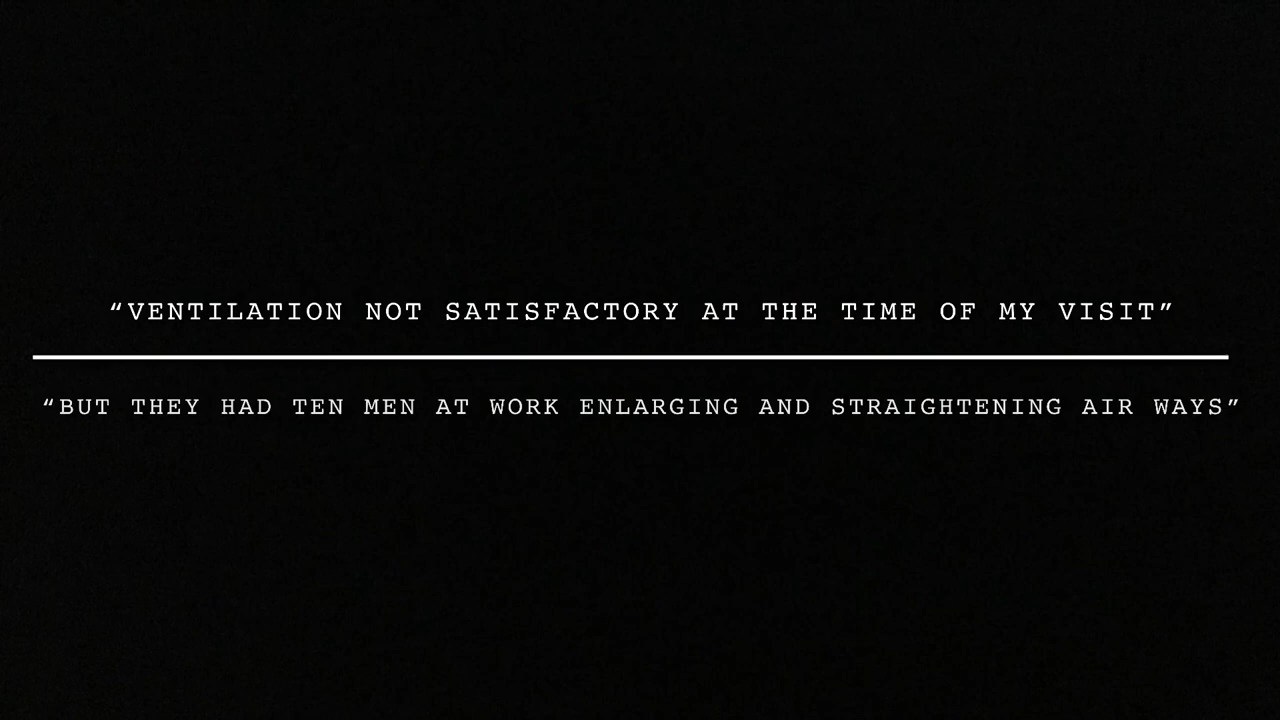 “VENTILATION NOT SATISFACTORY AT THE TIME OF MY VISIT”
“BUT THEY HAD TEN MEN AT WORK ENLARGING AND STRAIGHTENING AIR WAYS”